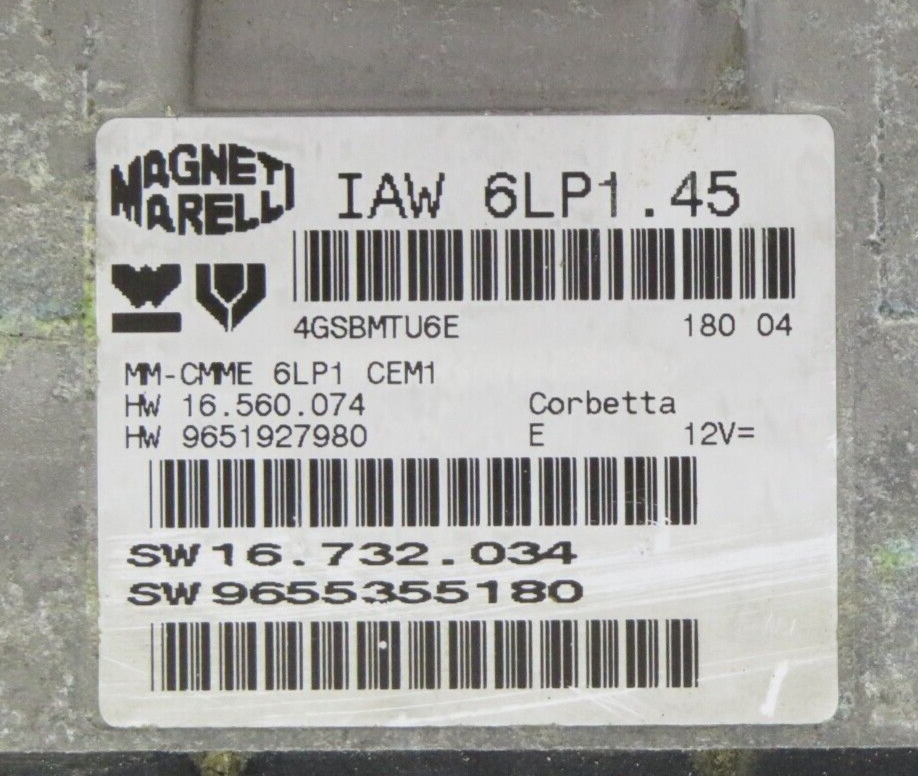 MAGNETI
MARELLI
IAW 6LP1.45
4GSBMTU6E 180 04
MM-CMME 6LP1 CEM1
HW 16.560.074 Corbetta
HW 9651927980 E 12V=
SW 16.732.034
SW 9655355180